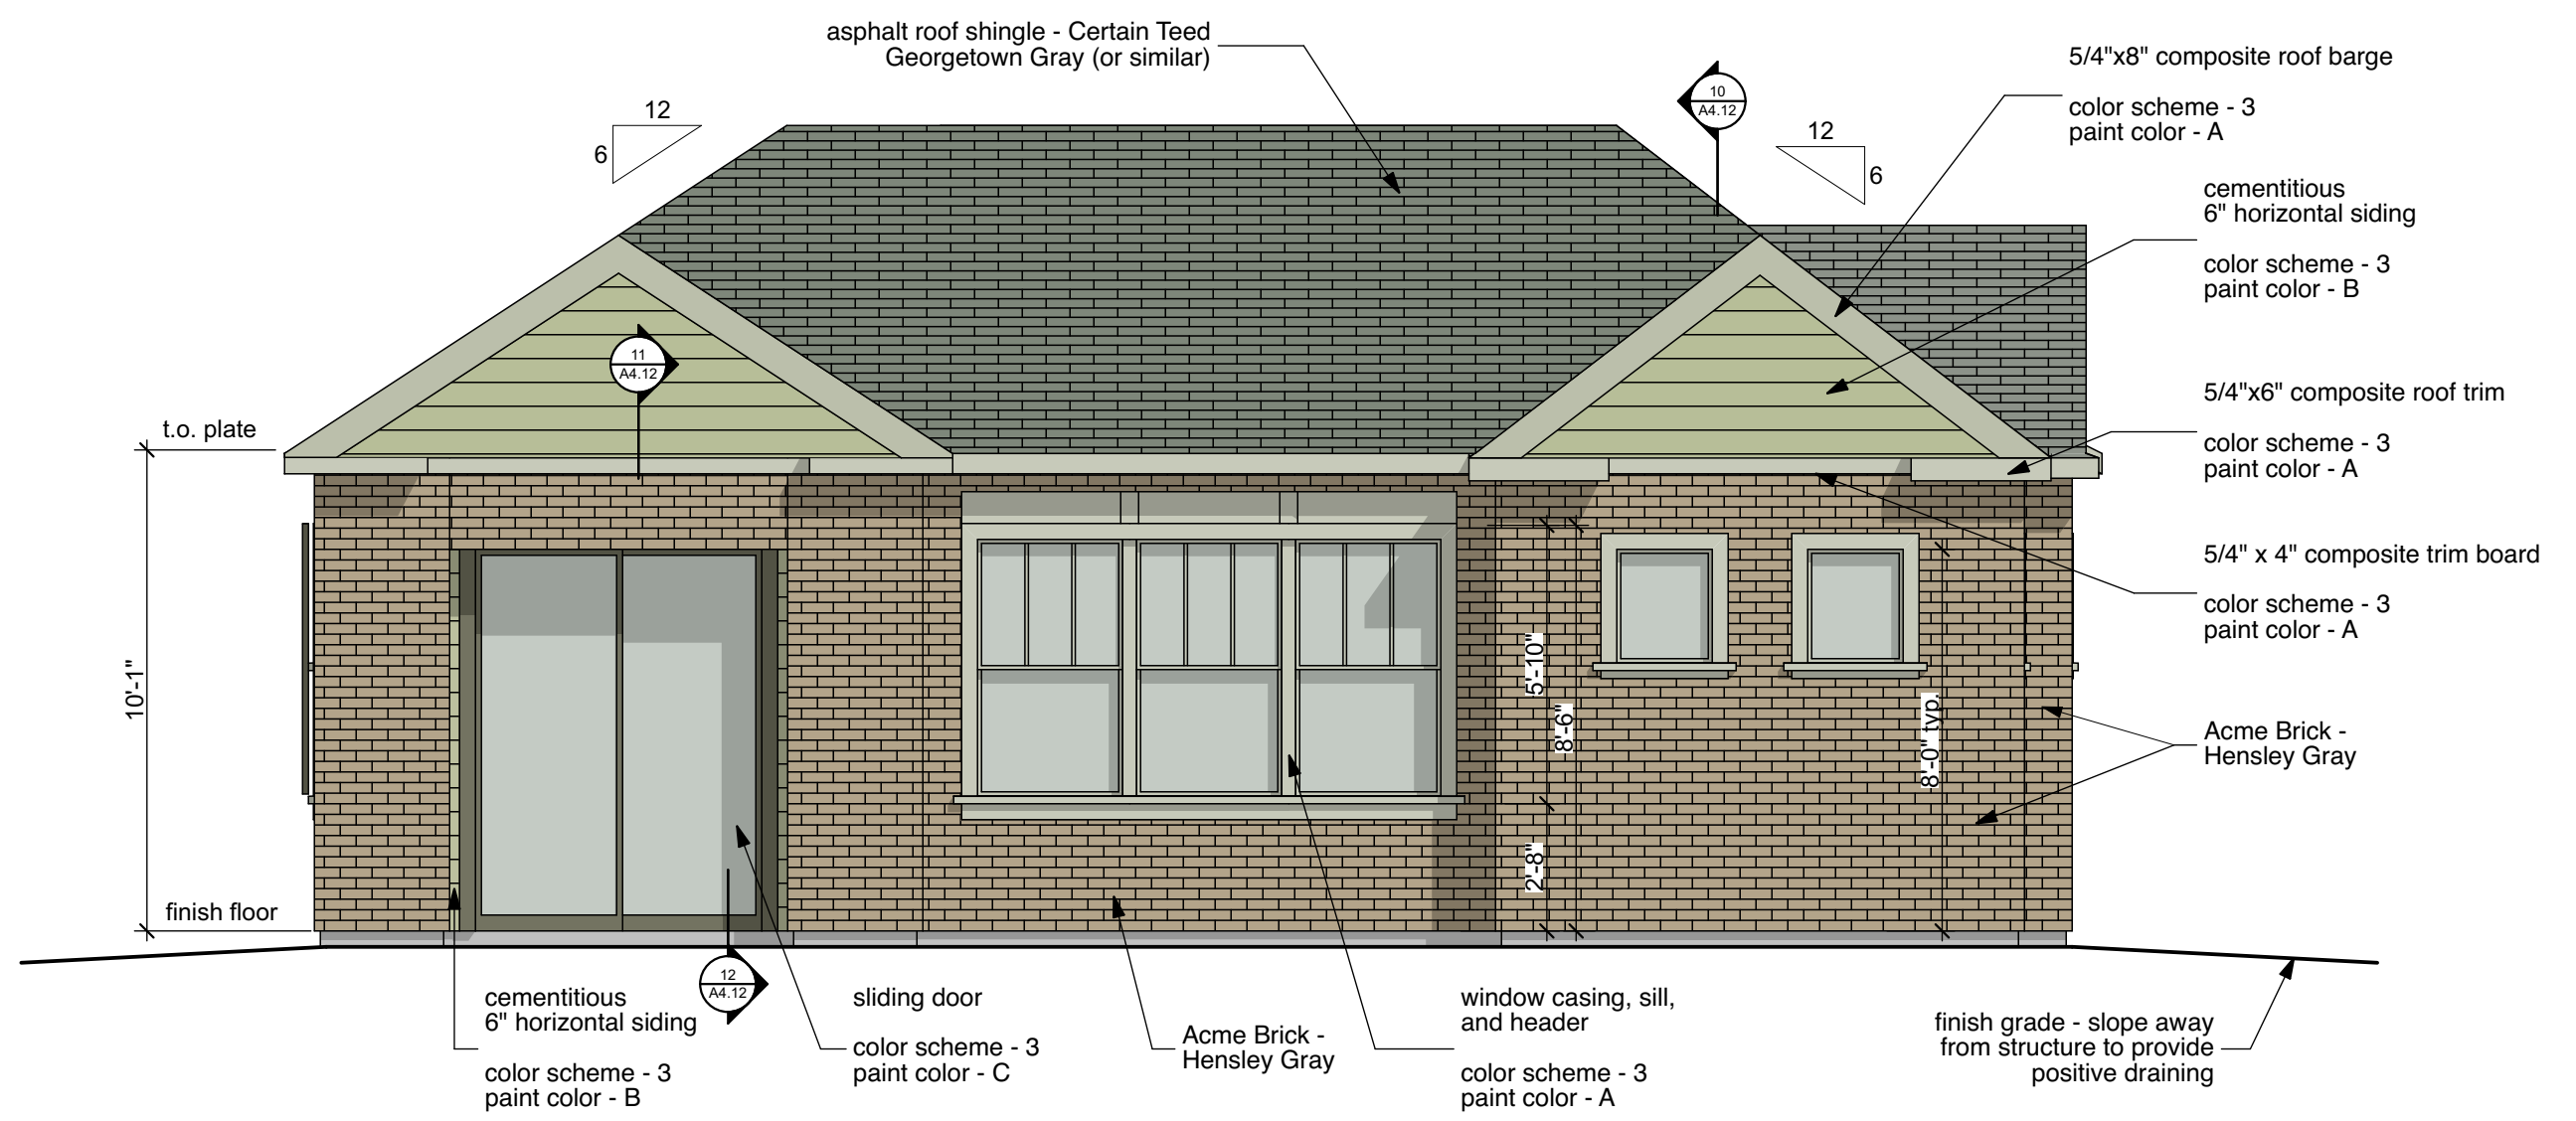 asphalt roof shingle - Certain Teed
Georgetown Gray (or similar)
12
6
10
A4.12
12
6
5/4"x8" composite roof barge
color scheme - 3
paint color - A
cementitious
6" horizontal siding
color scheme - 3
paint color - B
11
A4.12
5/4"x6" composite roof trim
color scheme - 3
paint color - A
t.o. plate
5/4" x 4" composite trim board
color scheme - 3
paint color - A
10'-1"
5'-10"
8'-6"
8'-0" typ.
2'-8"
Acme Brick -
Hensley Gray
finish floor
12
A4.12
cementitious
6" horizontal siding
color scheme - 3
paint color - B
sliding door
color scheme - 3
paint color - C
Acme Brick -
Hensley Gray
window casing, sill,
and header
color scheme - 3
paint color - A
finish grade - slope away
from structure to provide
positive draining